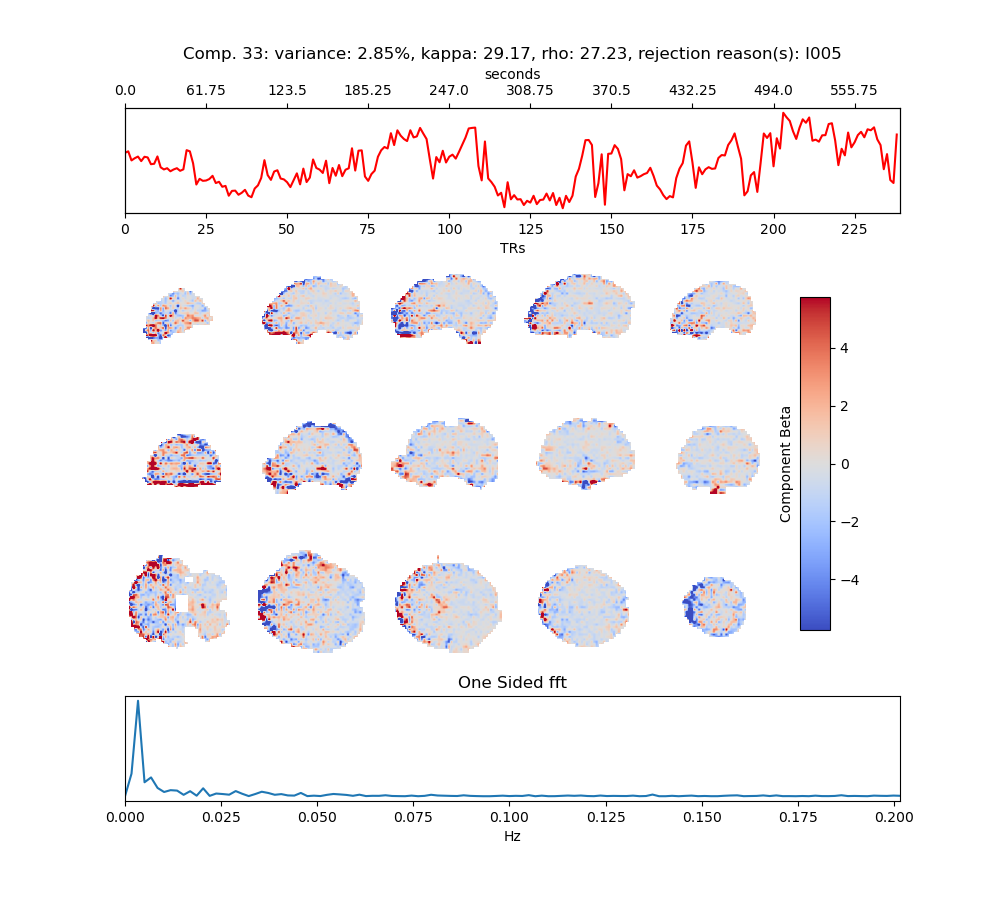 Comp. 33: variance: 2.85%, kappa: 29.17, rho: 27.23, rejection reason(s): I005
seconds
0.0 61.75 123.5 185.25 247.0 308.75 370.5 432.25 494.0 555.75
0 25 50 75 100 125 150 175 200 225
TRs
Component Beta
4
2
0
−2
−4
One Sided fft
0.000 0.025 0.050 0.075 0.100 0.125 0.150 0.175 0.200
Hz